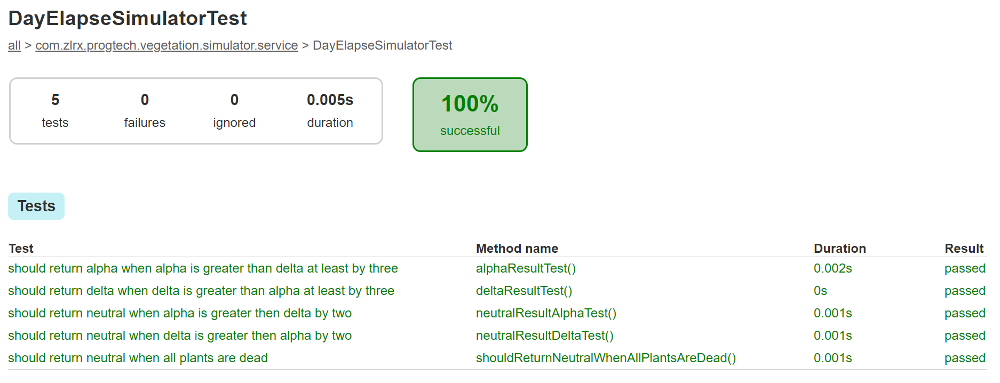 DayElapseSimulatorTest
all > com.zlrx.progtech.vegetation.simulator.service > DayElapseSimulatorTest
5 0 0 0.005s
tests failures ignored duration
100%
successful
Tests
Test Method name Duration Result
should return alpha when alpha is greater than delta at least by three alphaResultTest() 0.002s passed
should return delta when delta is greater than alpha at least by three deltaResultTest() 0s passed
should return neutral when alpha is greater then delta by two neutralResultAlphaTest() 0.001s passed
should return neutral when delta is greater then alpha by two neutralResultDeltaTest() 0.001s passed
should return neutral when all plants are dead shouldReturnNeutralWhenAllPlantsAreDead() 0.001s passed